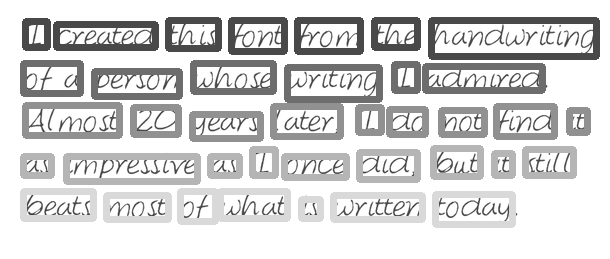 I created this font from the handwriting
of a person whose writing I admired.
Almost 20 years later I do not find it
as impressive as I once did, but it still
beats most of what is written today.